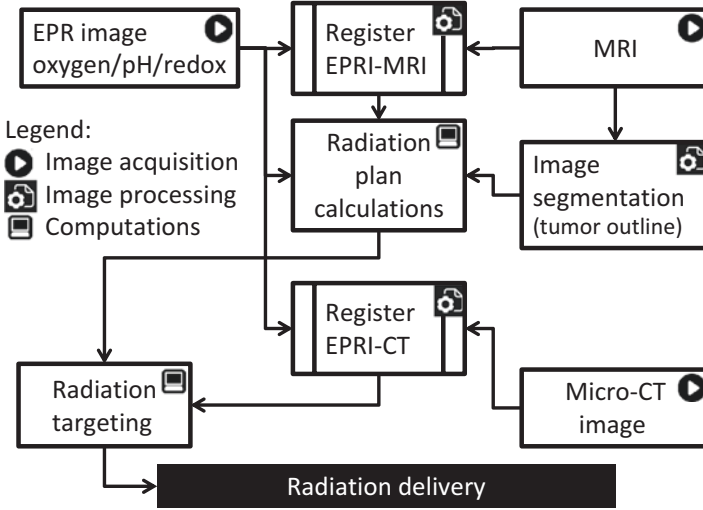 EPR image
oxygen/pH/redox
Register
EPRI-MRI
MRI
Legend:
Image acquisition
Image processing
Computations
Radiation
plan
calculations
Image
segmentation
(tumor outline)
Register
EPRI-CT
Radiation
targeting
Micro-CT
image
Radiation delivery